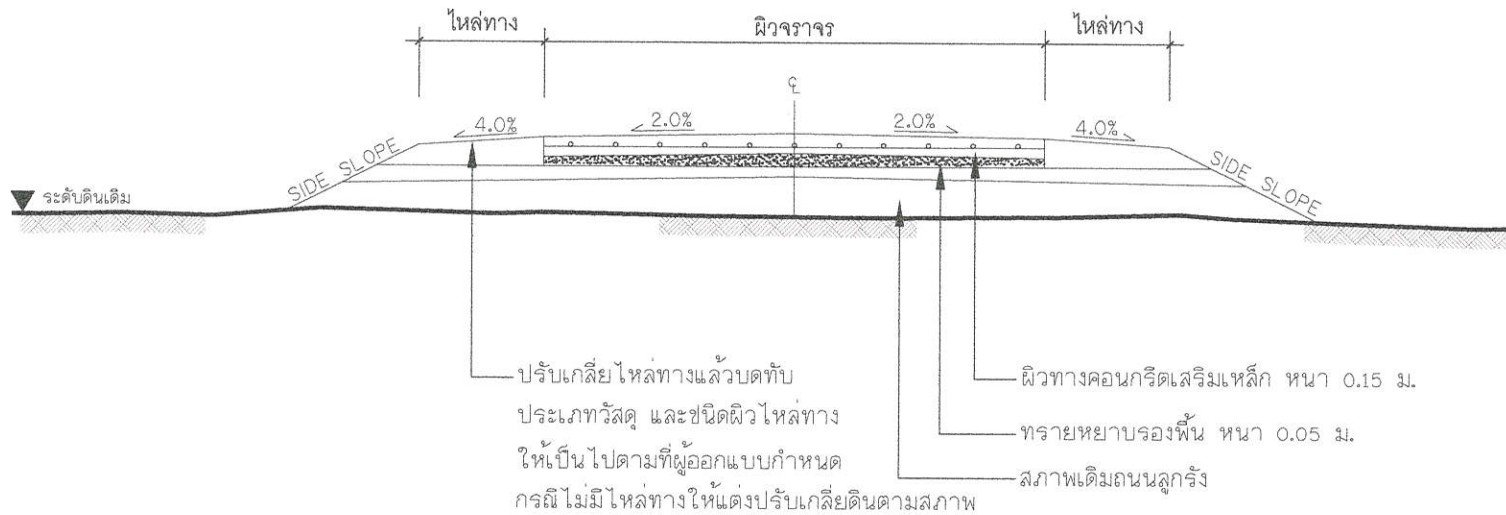 ไหล่ทาง
ผิวจราจร
ไหล่ทาง
℄
4.0%
2.0%
2.0%
4.0%
SIDE SLOPE
SIDE SLOPE
ระดับดินเดิม
ปรับเกลี่ยไหล่ทางแล้วบดทับ
ประเภทวัสดุ และชนิดผิวไหล่ทาง
ให้เป็นไปตามที่ผู้ออกแบบกำหนด
กรณีไม่มีไหล่ทางให้แต่งปรับเกลี่ยดินตามสภาพ
ผิวทางคอนกรีตเสริมเหล็ก หนา 0.15 ม.
ทรายหยาบรองพื้น หนา 0.05 ม.
สภาพเดิมถนนลูกรัง